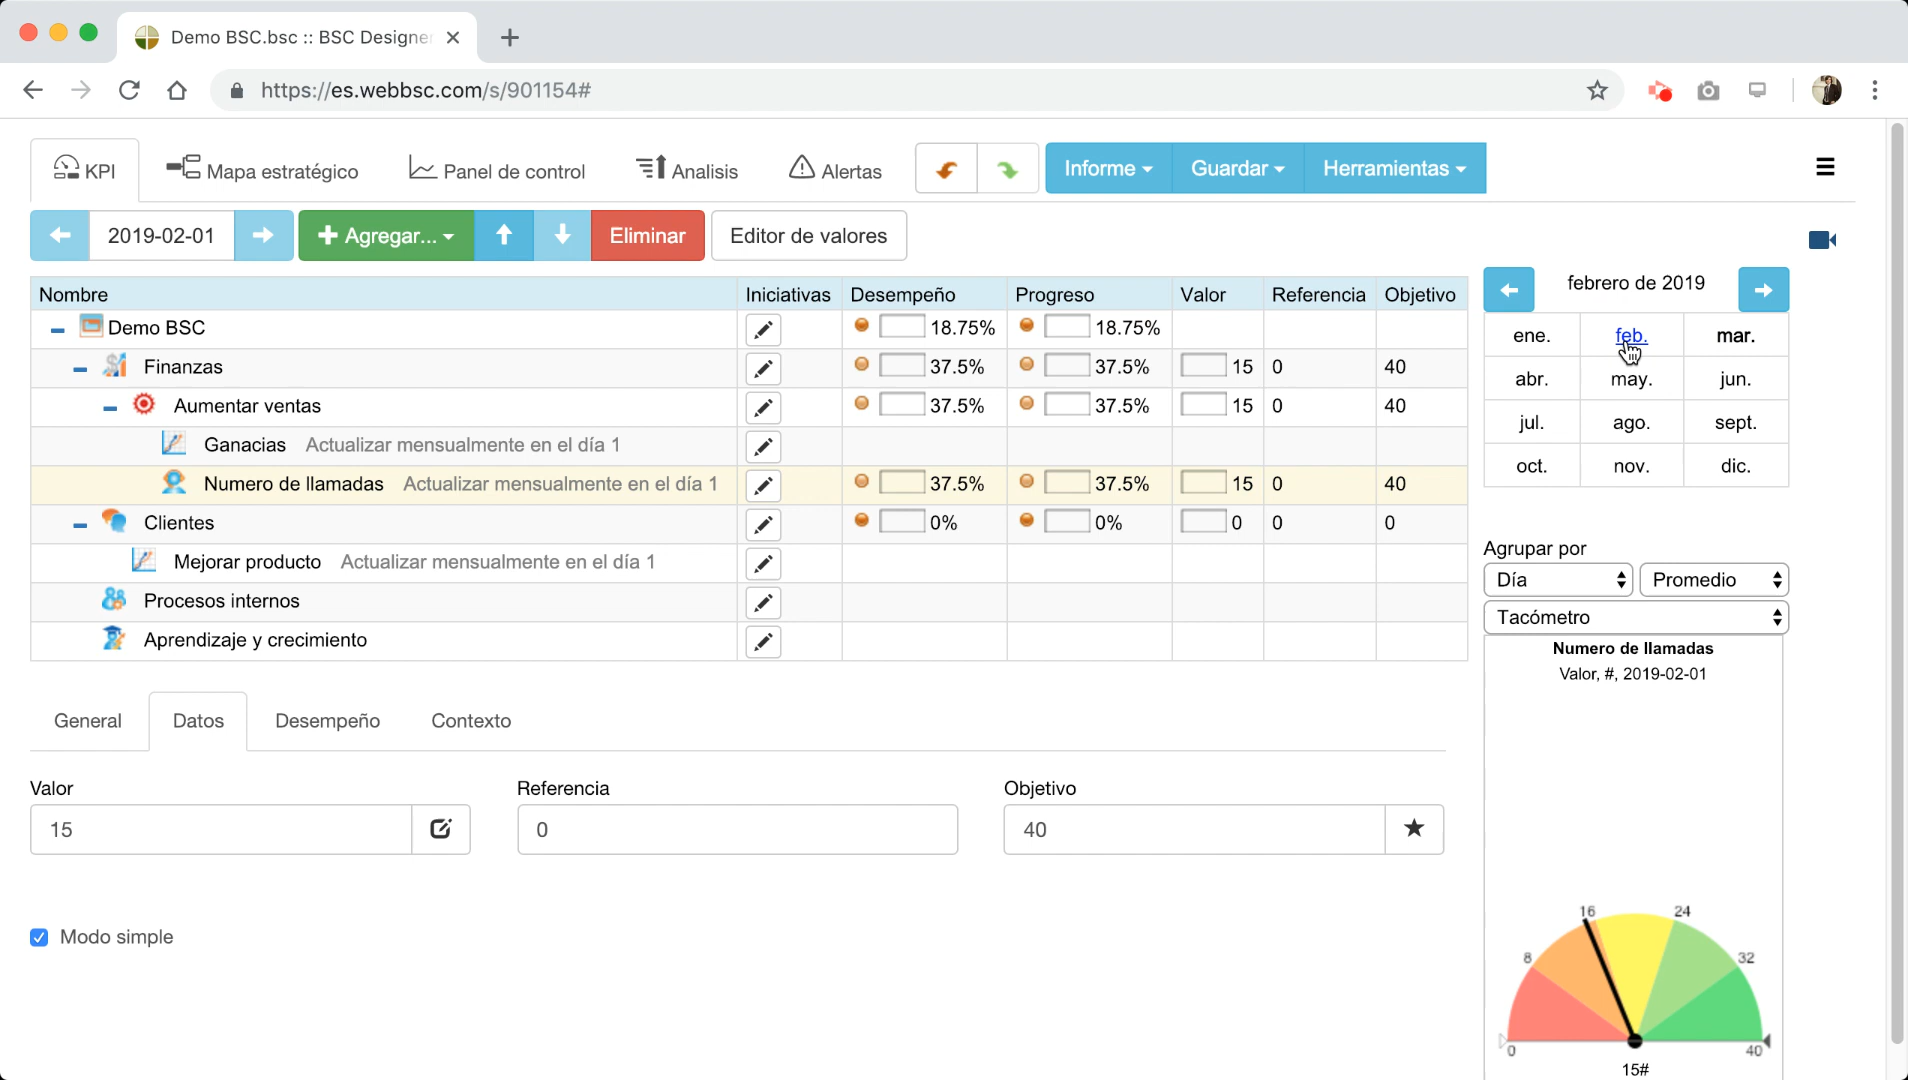 Demo BSC.bsc :: BSC Designer
https://es.webbsc.com/s/901154#
KPI Mapa estratégico Panel de control Analisis Alertas Informe Guardar Herramientas
2019-02-01 Agregar... Eliminar Editor de valores
Nombre Iniciativas Desempeño Progreso Valor Referencia Objetivo
Demo BSC 18.75% 18.75%
Finanzas 37.5% 37.5% 15 0 40
Aumentar ventas 37.5% 37.5% 15 0 40
Ganacias Actualizar mensualmente en el día 1
Numero de llamadas Actualizar mensualmente en el día 1 37.5% 37.5% 15 0 40
Clientes 0% 0% 0 0 0
Mejorar producto Actualizar mensualmente en el día 1
Procesos internos
Aprendizaje y crecimiento
General Datos Desempeño Contexto
Valor Referencia Objetivo
15 0 40
Modo simple
febrero de 2019
ene. feb. mar.
abr. may. jun.
jul. ago. sept.
oct. nov. dic.
Agrupar por
Día Promedio
Tacómetro
Numero de llamadas
Valor, #, 2019-02-01
16 24
8 32
0 40
15#